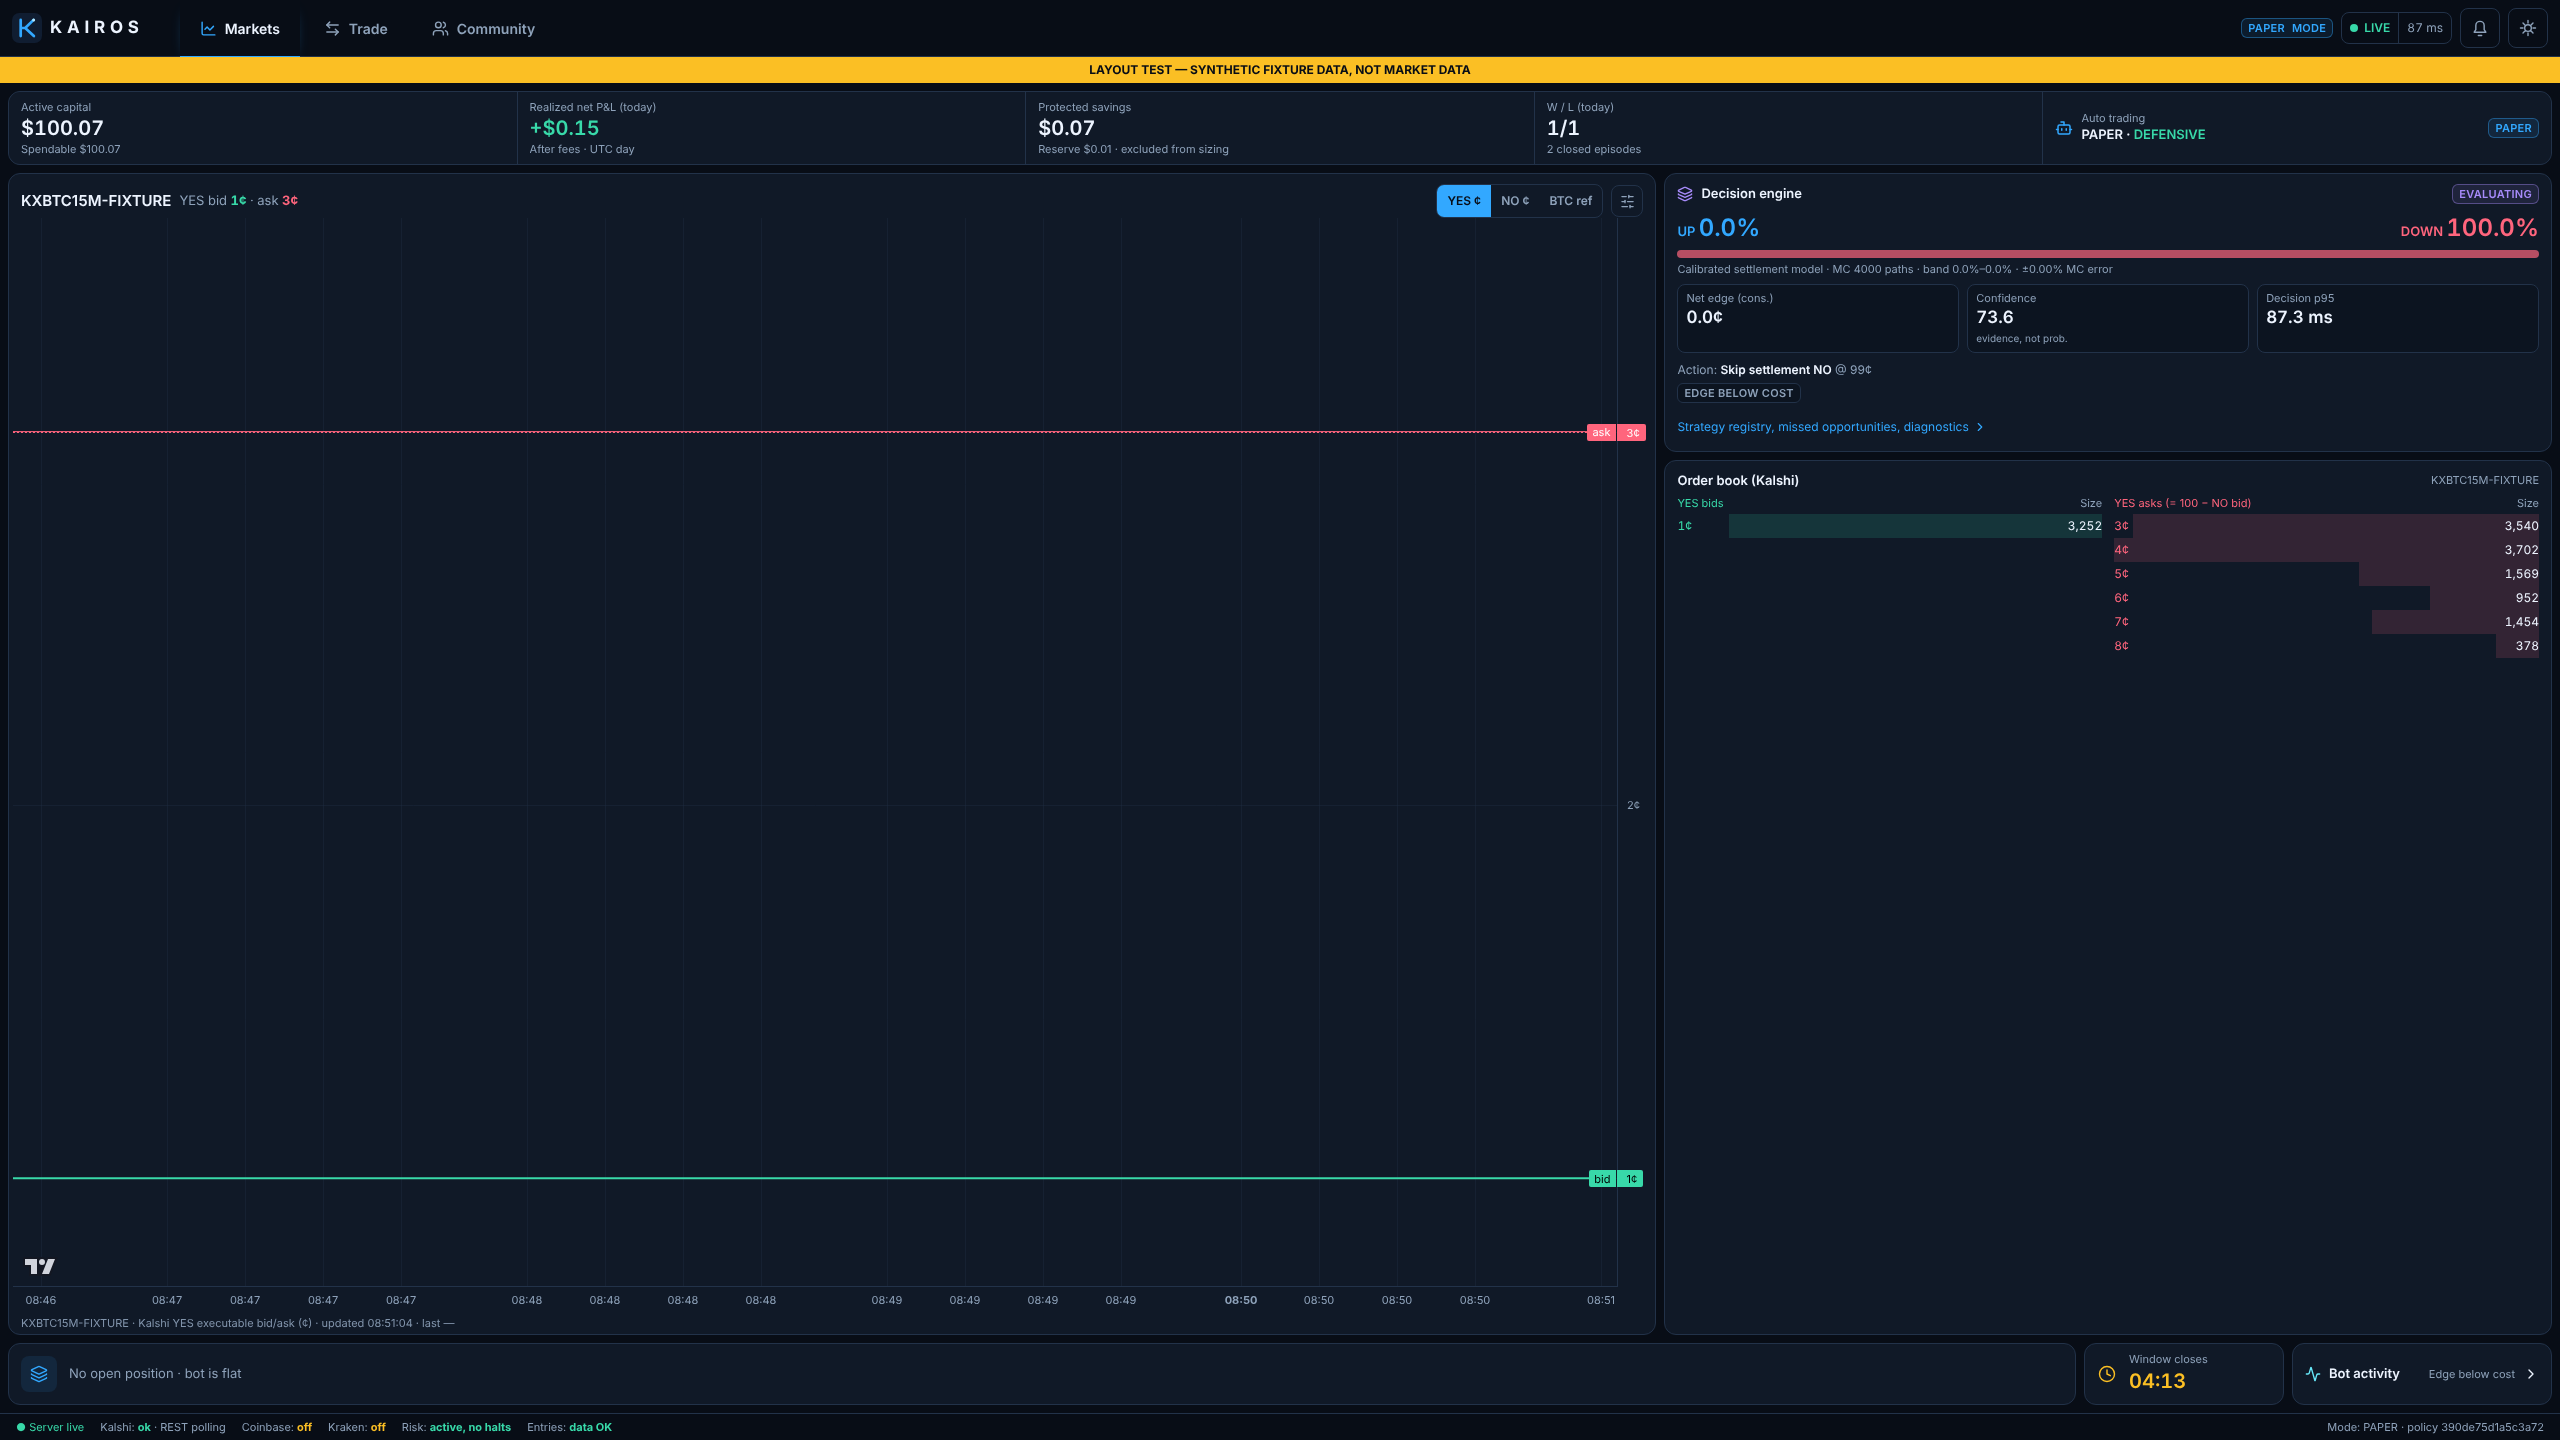 KAIROS
Markets
Trade
Community
PAPER MODE
LIVE
87 ms
LAYOUT TEST — SYNTHETIC FIXTURE DATA, NOT MARKET DATA
Active capital
$100.07
Spendable $100.07
Realized net P&L (today)
+$0.15
After fees · UTC day
Protected savings
$0.07
Reserve $0.01 · excluded from sizing
W / L (today)
1/1
2 closed episodes
Auto trading
PAPER · DEFENSIVE
PAPER
KXBTC15M-FIXTURE YES bid 1¢ · ask 3¢
YES ¢
NO ¢
BTC ref
ask 3¢
2¢
bid 1¢
08:46 08:47 08:47 08:47 08:47 08:48 08:48 08:48 08:48 08:49 08:49 08:49 08:49 08:50 08:50 08:50 08:50 08:51
KXBTC15M-FIXTURE · Kalshi YES executable bid/ask (¢) · updated 08:51:04 · last —
Decision engine
EVALUATING
UP 0.0%
DOWN 100.0%
Calibrated settlement model · MC 4000 paths · band 0.0%–0.0% · ±0.00% MC error
Net edge (cons.)
0.0¢
Confidence
73.6
evidence, not prob.
Decision p95
87.3 ms
Action: Skip settlement NO @ 99¢
EDGE BELOW COST
Strategy registry, missed opportunities, diagnostics
Order book (Kalshi)
KXBTC15M-FIXTURE
YES bids Size
1¢ 3,252
YES asks (= 100 − NO bid) Size
3¢ 3,540
4¢ 3,702
5¢ 1,569
6¢ 952
7¢ 1,454
8¢ 378
No open position · bot is flat
Window closes
04:13
Bot activity
Edge below cost
Server live
Kalshi: ok · REST polling
Coinbase: off
Kraken: off
Risk: active, no halts
Entries: data OK
Mode: PAPER · policy 390de75d1a5c3a72